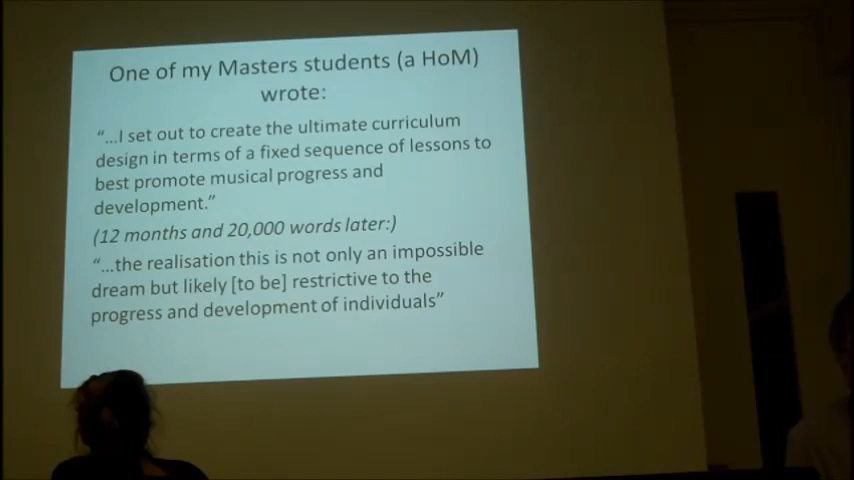 One of my Masters students (a HoM)
wrote:
“...I set out to create the ultimate curriculum
design in terms of a fixed sequence of lessons to
best promote musical progress and
development.”
(12 months and 20,000 words later:)
“...the realisation this is not only an impossible
dream but likely [to be] restrictive to the
progress and development of individuals”